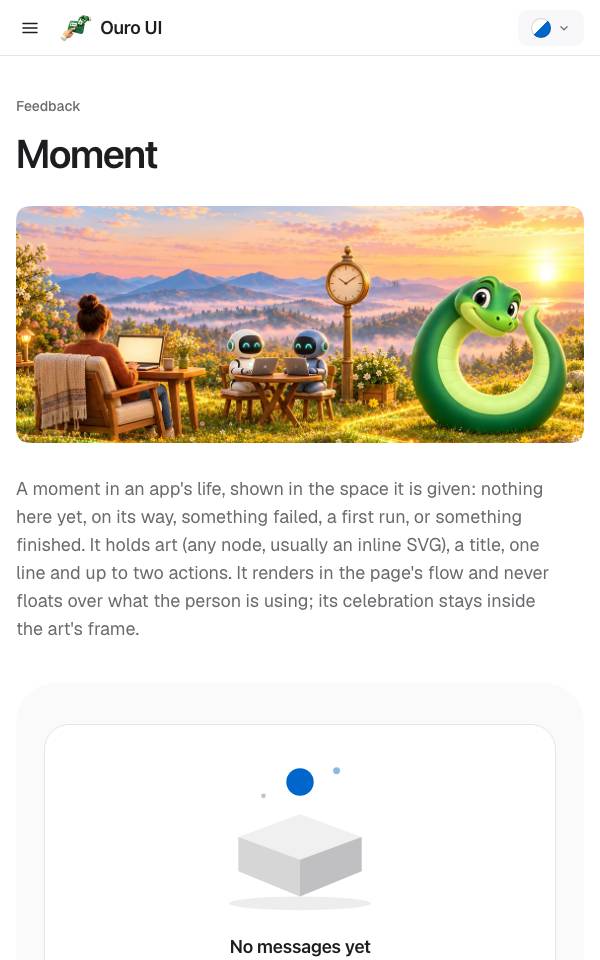 Ouro UI
Feedback
Moment
A moment in an app's life, shown in the space it is given: nothing
here yet, on its way, something failed, a first run, or something
finished. It holds art (any node, usually an inline SVG), a title, one
line and up to two actions. It renders in the page's flow and never
floats over what the person is using; its celebration stays inside
the art's frame.
No messages yet